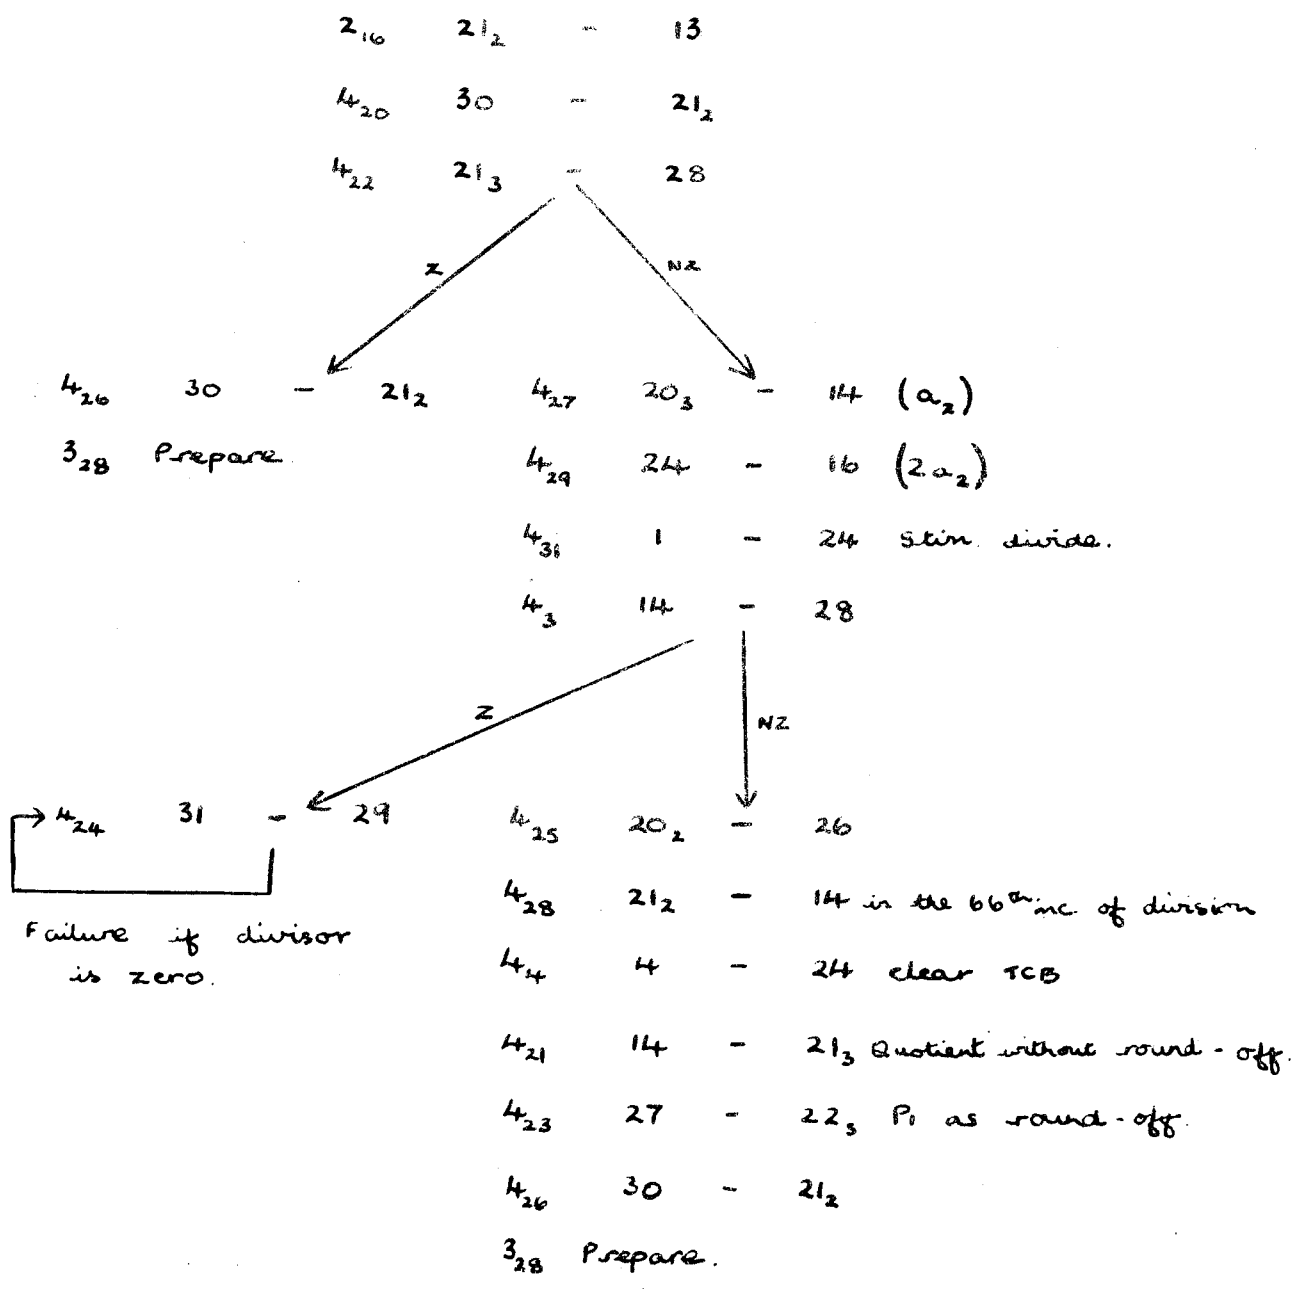 2₁₆ 21₂ - 13
4₂₀ 30 - 21₂
4₂₂ 21₃ - 28
Z NZ
4₂₆ 30 - 21₂
3₂₈ Prepare.
4₂₇ 20₃ - 14 (a₂)
4₂₉ 24 - 16 (2a₂)
4₃₁ 1 - 24 Stim. divide.
4₃ 14 - 28
Z NZ
4₂₄ 31 - 29
Failure if divisor
is zero.
4₂₅ 20₂ - 26
4₂₈ 21₂ - 14 in the 66th m.c. of division
4₄ 4 - 24 clear TCB
4₂₁ 14 - 21₃ Quotient without round-off.
4₂₃ 27 - 22₃ P₁ as round-off.
4₂₆ 30 - 21₂
3₂₈ Prepare.